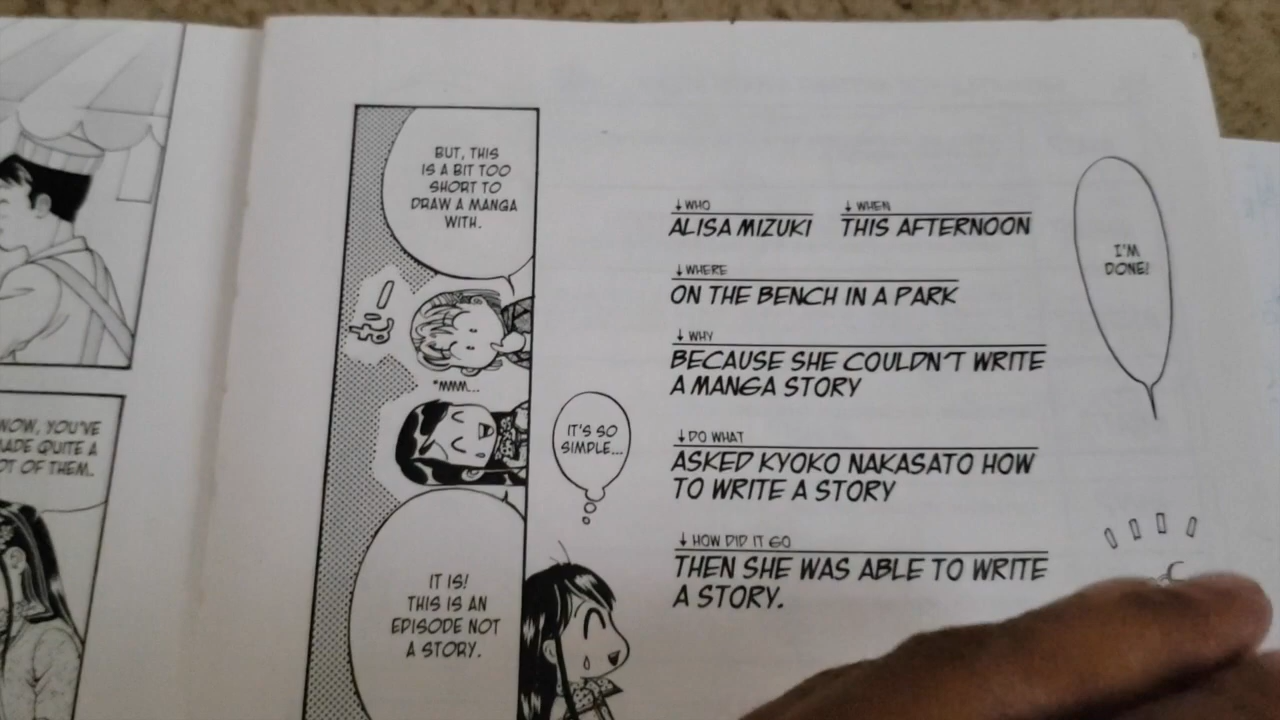 I'M
DONE!
↓WHO
ALISA MIZUKI
↓WHEN
THIS AFTERNOON
↓WHERE
ON THE BENCH IN A PARK
↓WHY
BECAUSE SHE COULDN'T WRITE
A MANGA STORY
↓DO WHAT
ASKED KYOKO NAKASATO HOW
TO WRITE A STORY
↓HOW DID IT GO
THEN SHE WAS ABLE TO WRITE
A STORY.
IT'S SO
SIMPLE...
BUT, THIS
IS A BIT TOO
SHORT TO
DRAW A MANGA
WITH.
むー
*MMM...
IT IS!
THIS IS AN
EPISODE NOT
A STORY.
NOW, YOU'VE
MADE QUITE A
OF THEM.